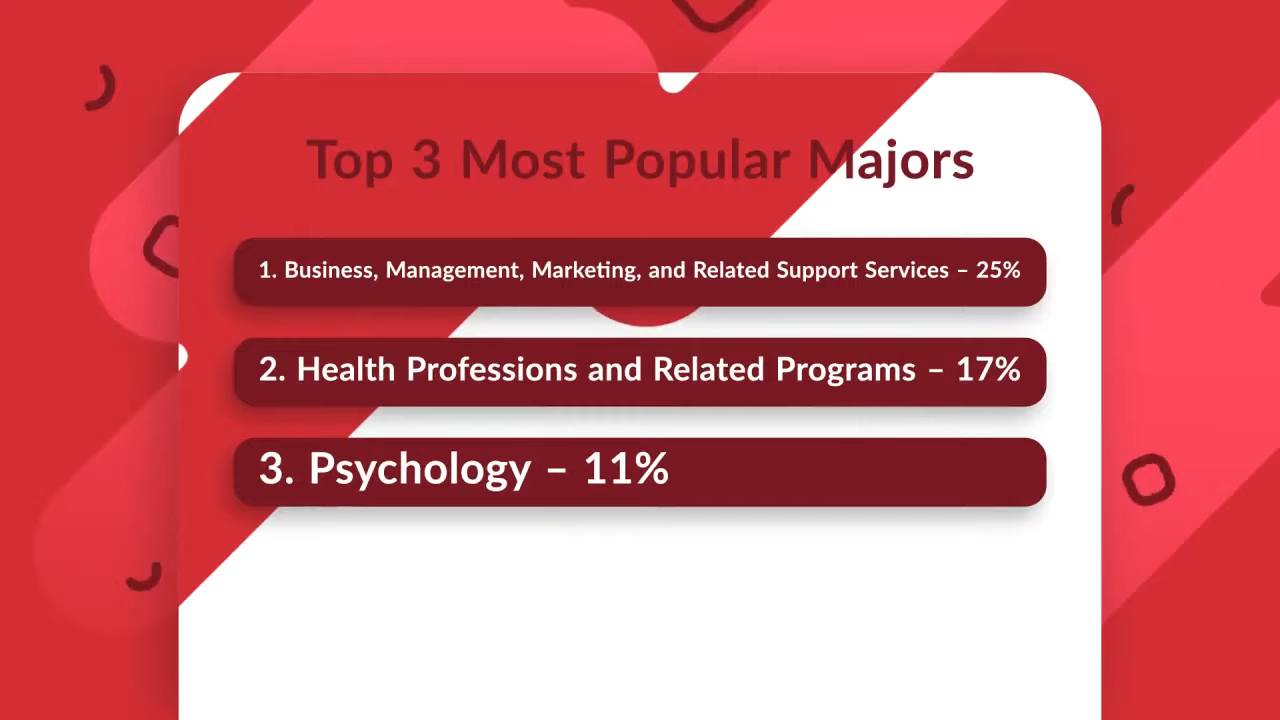 Top 3 Most Popular Majors
1. Business, Management, Marketing, and Related Support Services – 25%
2. Health Professions and Related Programs – 17%
3. Psychology – 11%